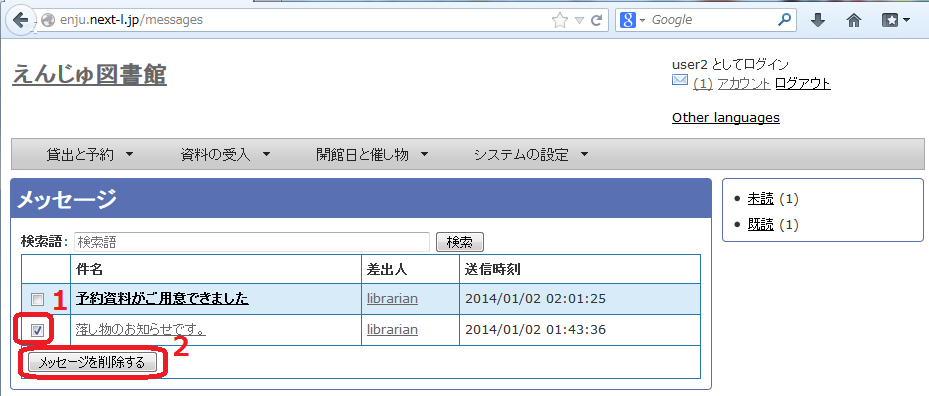 enju.next-l.jp/messages
Google
えんじゅ図書館
user2 としてログイン
(1) アカウント ログアウト
Other languages
貸出と予約 資料の受入 開館日と催し物 システムの設定
メッセージ
未読 (1)
既読 (1)
検索語: 検索語 検索
件名 差出人 送信時刻
1 予約資料がご用意できました librarian 2014/01/02 02:01:25
落し物のお知らせです。 librarian 2014/01/02 01:43:36
メッセージを削除する 2